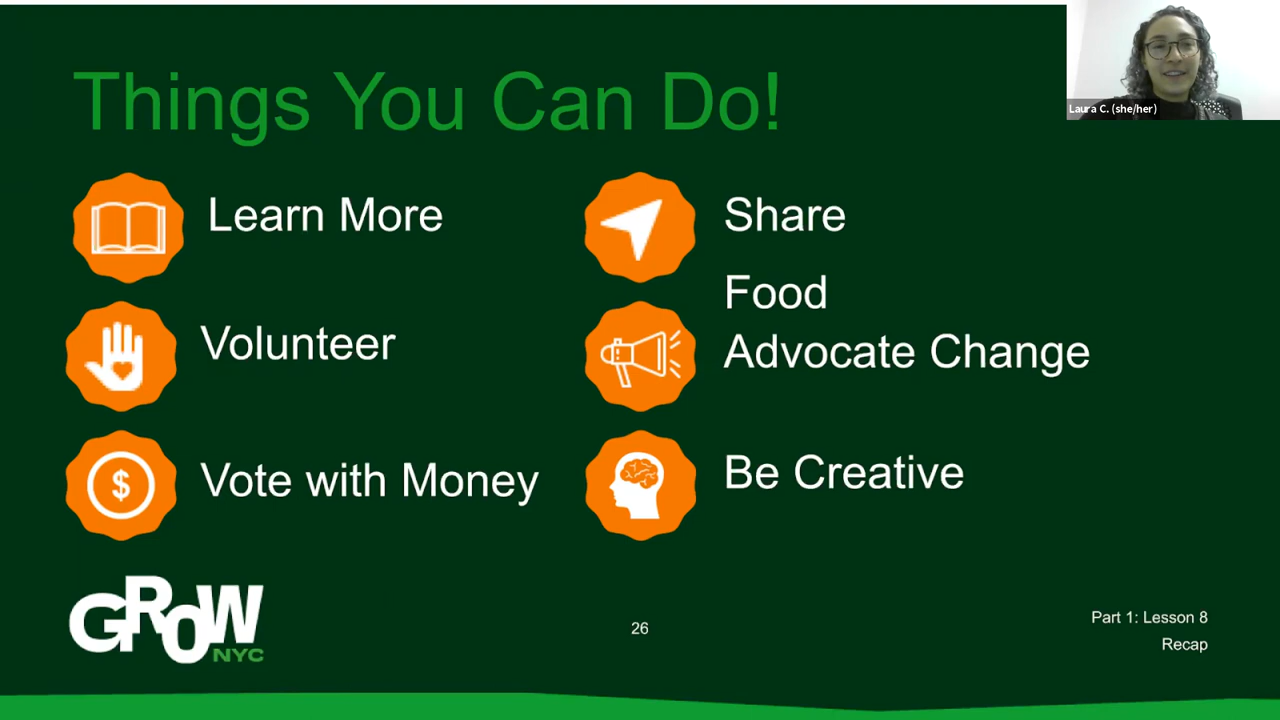 Things You Can Do!
Laura C. (she/her)
Learn More
Share
Food
Volunteer
Advocate Change
$
Vote with Money
Be Creative
GROW
NYC
26
Part 1: Lesson 8
Recap